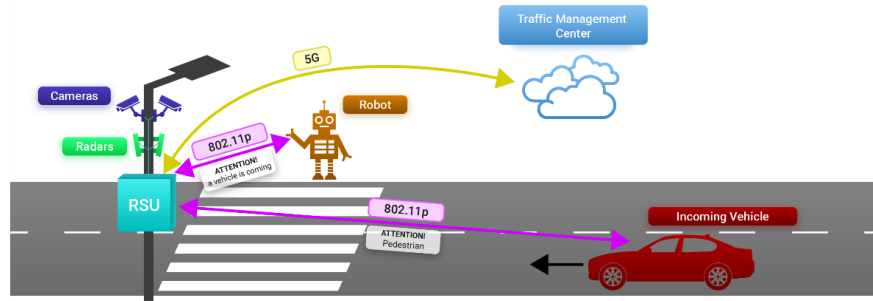 Traffic Management
Center
5G
Cameras
Robot
Radars
802.11p
ATTENTION!
a vehicle is coming
RSU
802.11p
ATTENTION!
Pedestrian
Incoming Vehicle